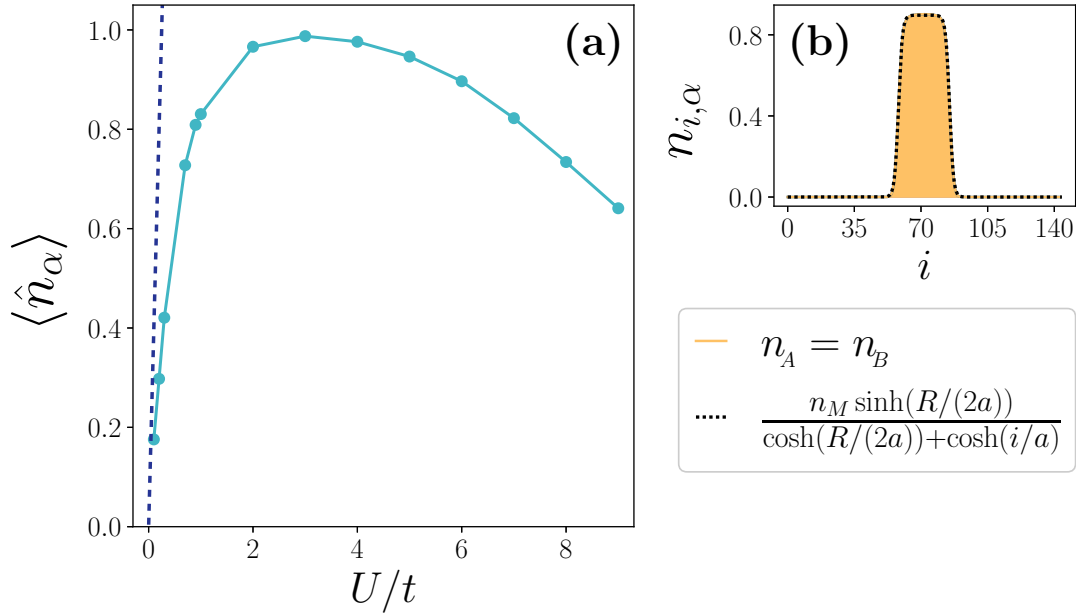 (a)
1.0
0.8
0.6
0.4
0.2
0.0
⟨n̂_α⟩
0 2 4 6 8
U/t
(b)
0.8
0.4
0.0
n_{i,α}
0 35 70 105 140
i
n_A = n_B
n_M sinh(R/(2a))
cosh(R/(2a))+cosh(i/a)